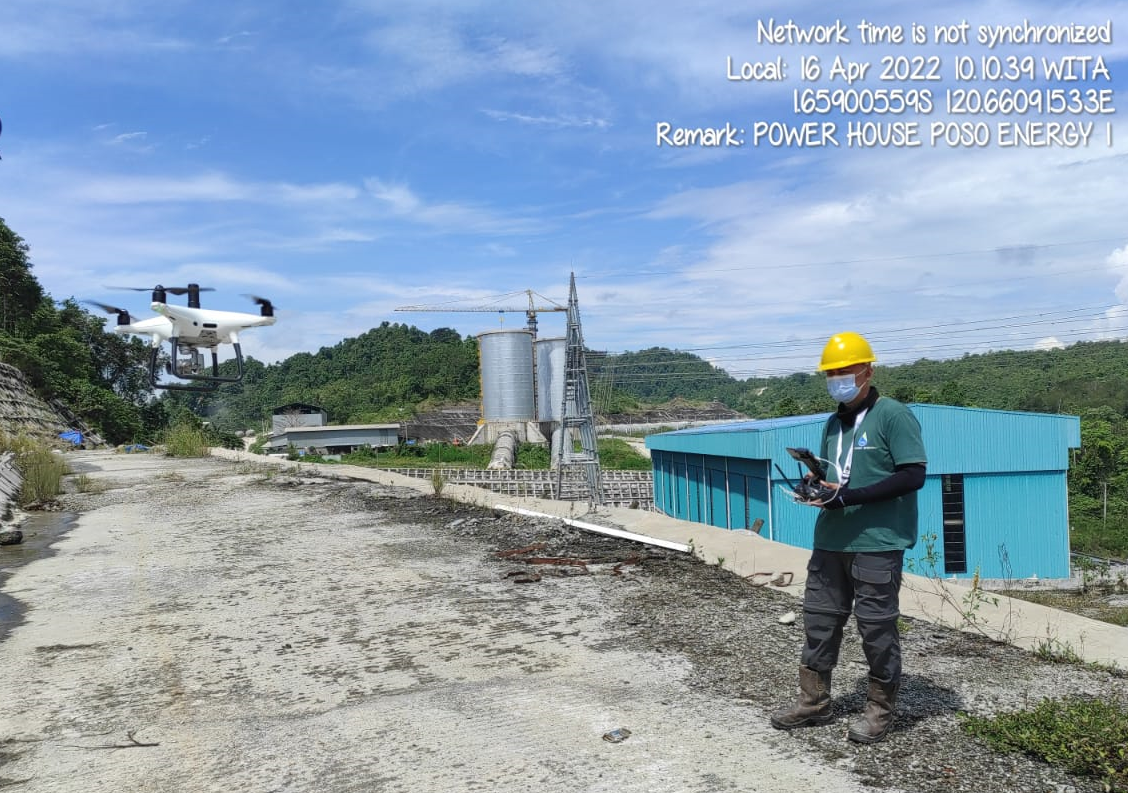 Network time is not synchronized
Local: 16 Apr 2022 10.10.39 WITA
1.65900559S 120.66091533E
Remark: POWER HOUSE POSO ENERGY 1